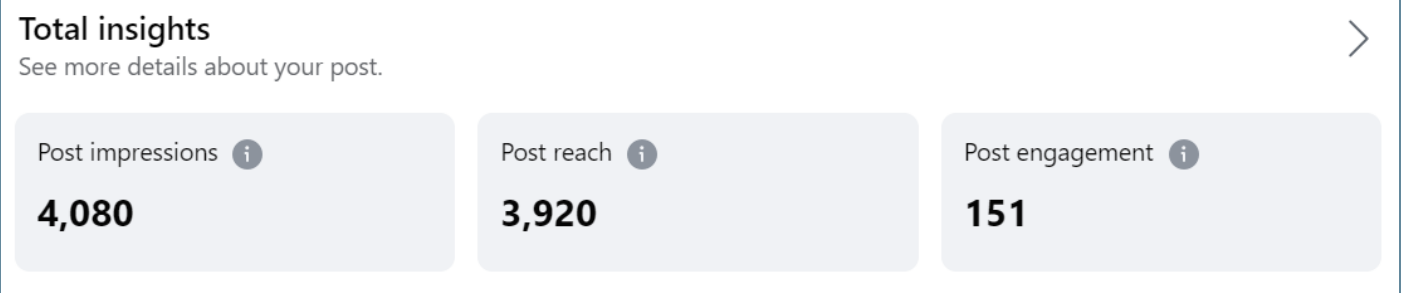 Total insights
See more details about your post.
Post impressions
4,080
Post reach
3,920
Post engagement
151